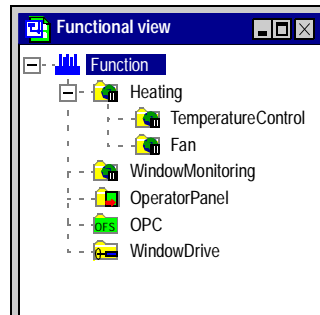 Functional view
Function
Heating
TemperatureControl
Fan
WindowMonitoring
OperatorPanel
OFS OPC
WindowDrive